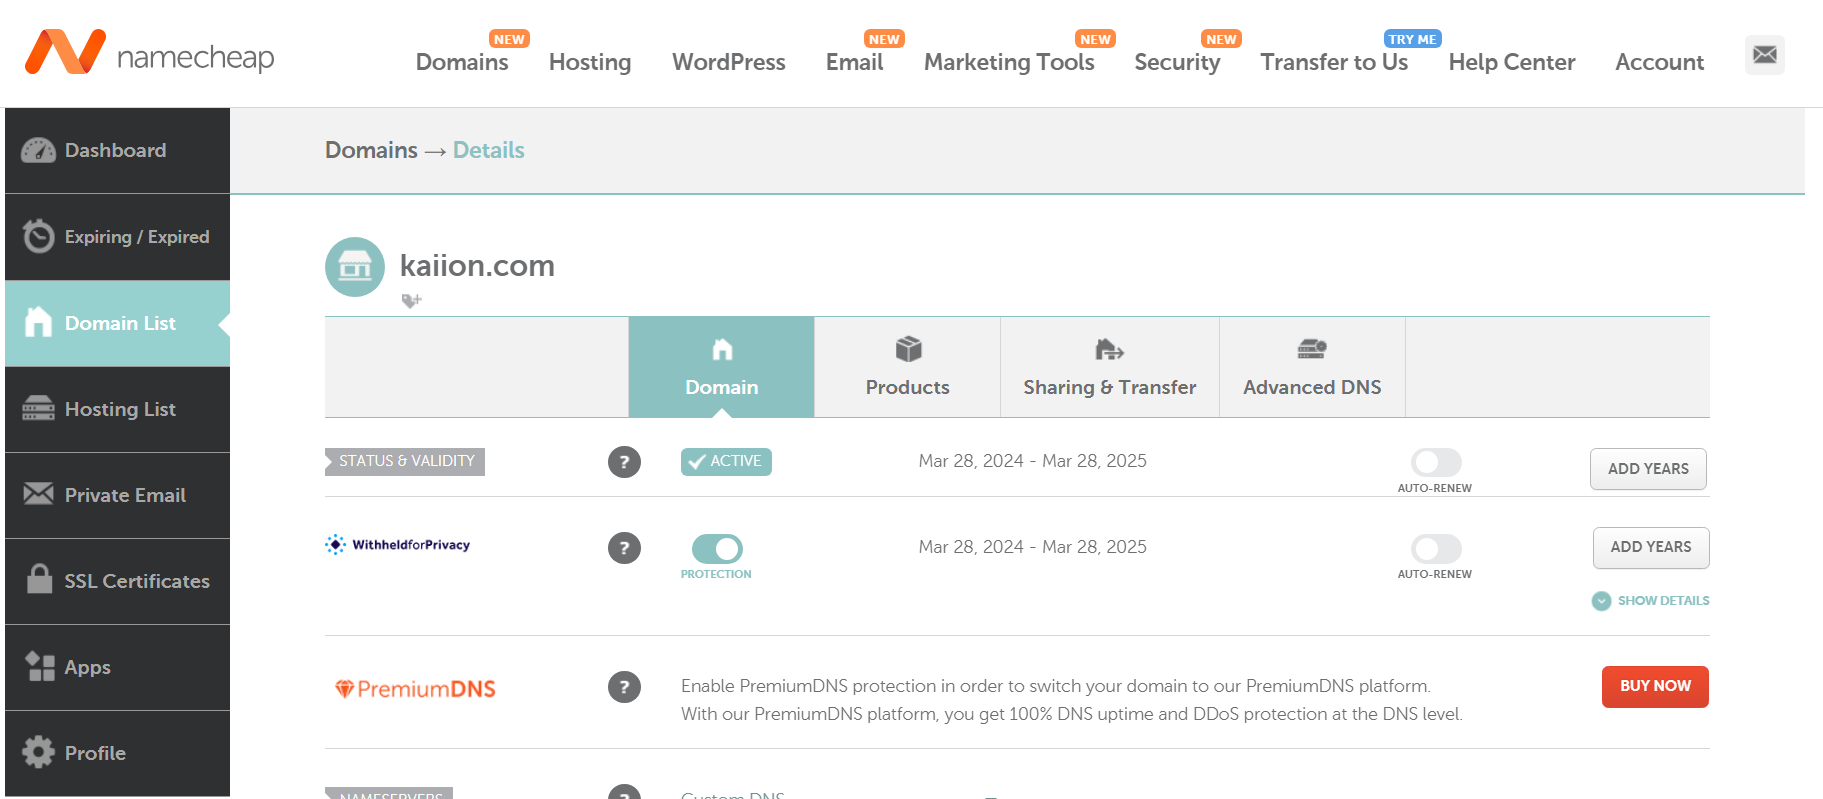 namecheap
NEW NEW NEW NEW TRY ME
Domains Hosting WordPress Email Marketing Tools Security Transfer to Us Help Center Account
Dashboard
Expiring / Expired
Domain List
Hosting List
Private Email
SSL Certificates
Apps
Profile
Domains → Details
kaiion.com
Domain Products Sharing & Transfer Advanced DNS
STATUS & VALIDITY ? ACTIVE Mar 28, 2024 - Mar 28, 2025 ADD YEARS
AUTO-RENEW
WithheldforPrivacy ? Mar 28, 2024 - Mar 28, 2025 ADD YEARS
PROTECTION AUTO-RENEW
SHOW DETAILS
PremiumDNS ? Enable PremiumDNS protection in order to switch your domain to our PremiumDNS platform. BUY NOW
With our PremiumDNS platform, you get 100% DNS uptime and DDoS protection at the DNS level.
NAMESERVERS ? Custom DNS